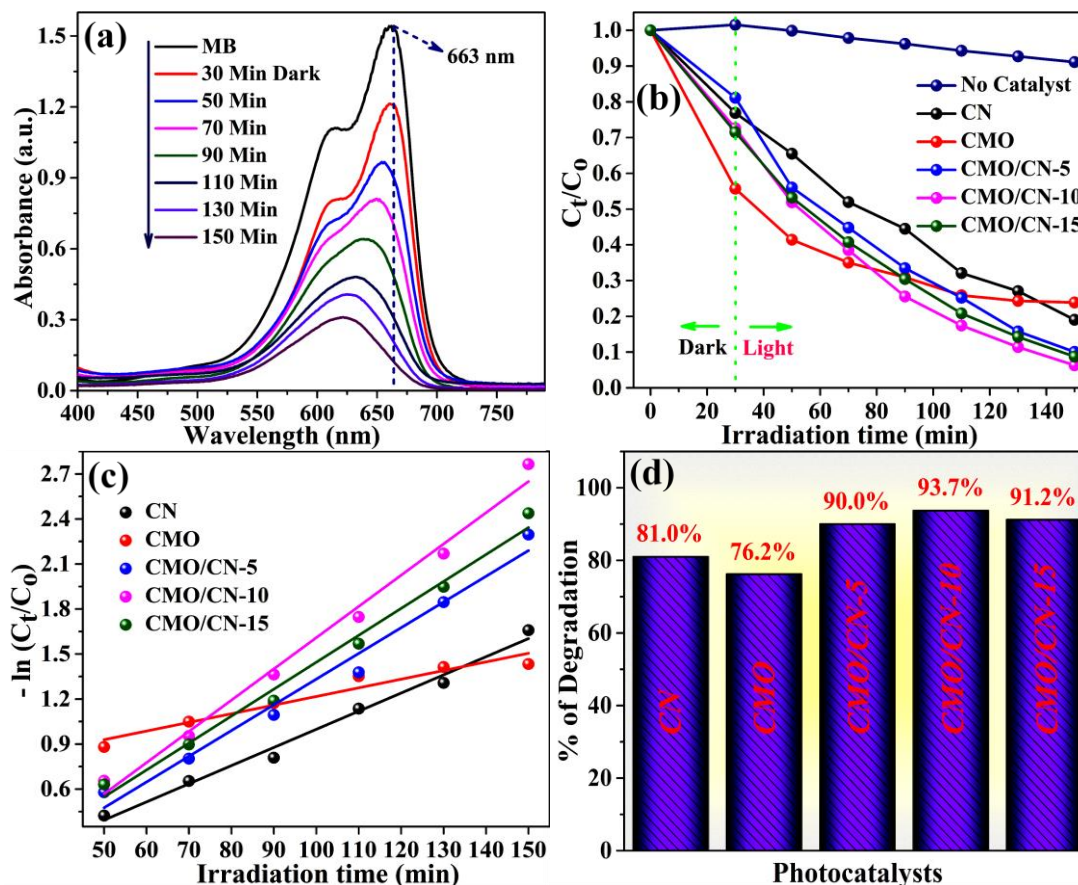 (a)
MB
30 Min Dark
50 Min
70 Min
90 Min
110 Min
130 Min
150 Min
663 nm
Absorbance (a.u.)
1.5
1.2
0.9
0.6
0.3
0.0
400 450 500 550 600 650 700 750
Wavelength (nm)
(b)
No Catalyst
CN
CMO
CMO/CN-5
CMO/CN-10
CMO/CN-15
Dark
Light
Ct/Co
1.0
0.9
0.8
0.7
0.6
0.5
0.4
0.3
0.2
0.1
0.0
0 20 40 60 80 100 120 140
Irradiation time (min)
(c)
CN
CMO
CMO/CN-5
CMO/CN-10
CMO/CN-15
- ln (Ct/Co)
2.7
2.4
2.1
1.8
1.5
1.2
0.9
0.6
50 60 70 80 90 100 110 120 130 140 150
Irradiation time (min)
(d)
81.0%
76.2%
90.0%
93.7%
91.2%
CN
CMO
CMO/CN-5
CMO/CN-10
CMO/CN-15
% of Degradation
100
80
60
40
20
0
Photocatalysts